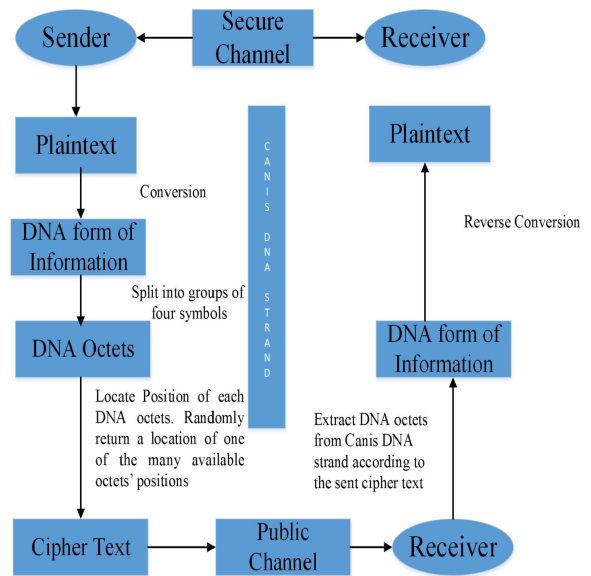 Sender
Secure
Channel
Receiver
Plaintext
Conversion
DNA form of
Information
Split into groups of
four symbols
DNA Octets
Locate Position of each
DNA octets. Randomly
return a location of one
of the many available
octets' positions
Cipher Text
CANIS DNA STRAND
Public
Channel
Receiver
Extract DNA octets
from Canis DNA
strand according to
the sent cipher text
DNA form of
Information
Reverse Conversion
Plaintext